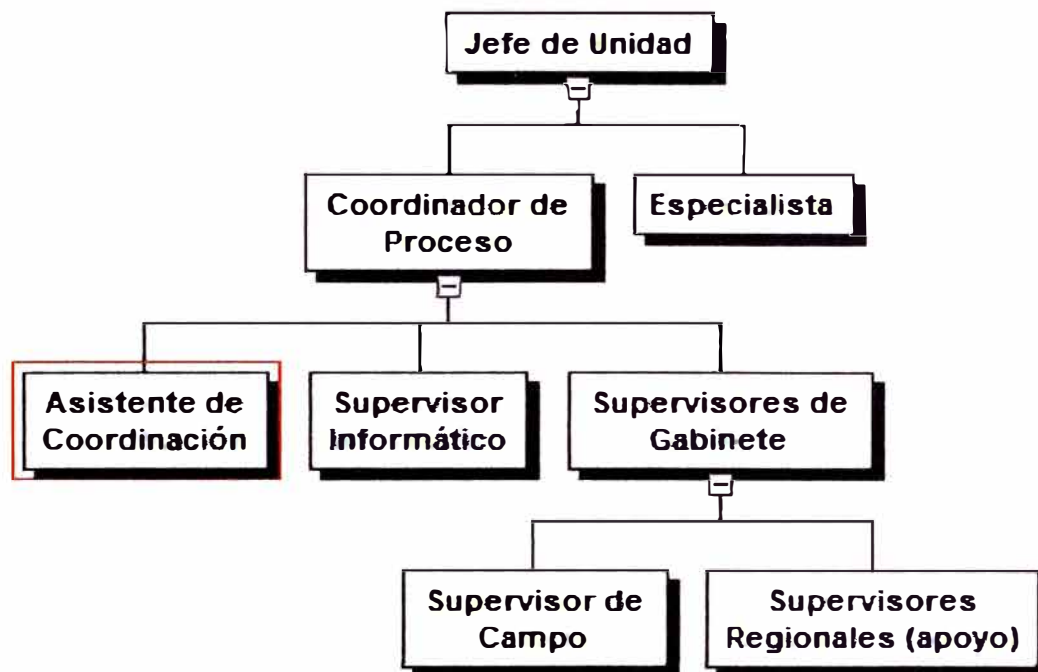 Jefe de Unidad
Coordinador de
Proceso
Especialista
Asistente de
Coordinación
Supervisor
Informático
Supervisores de
Gabinete
Supervisor de
Campo
Supervisores
Regionales (apoyo)